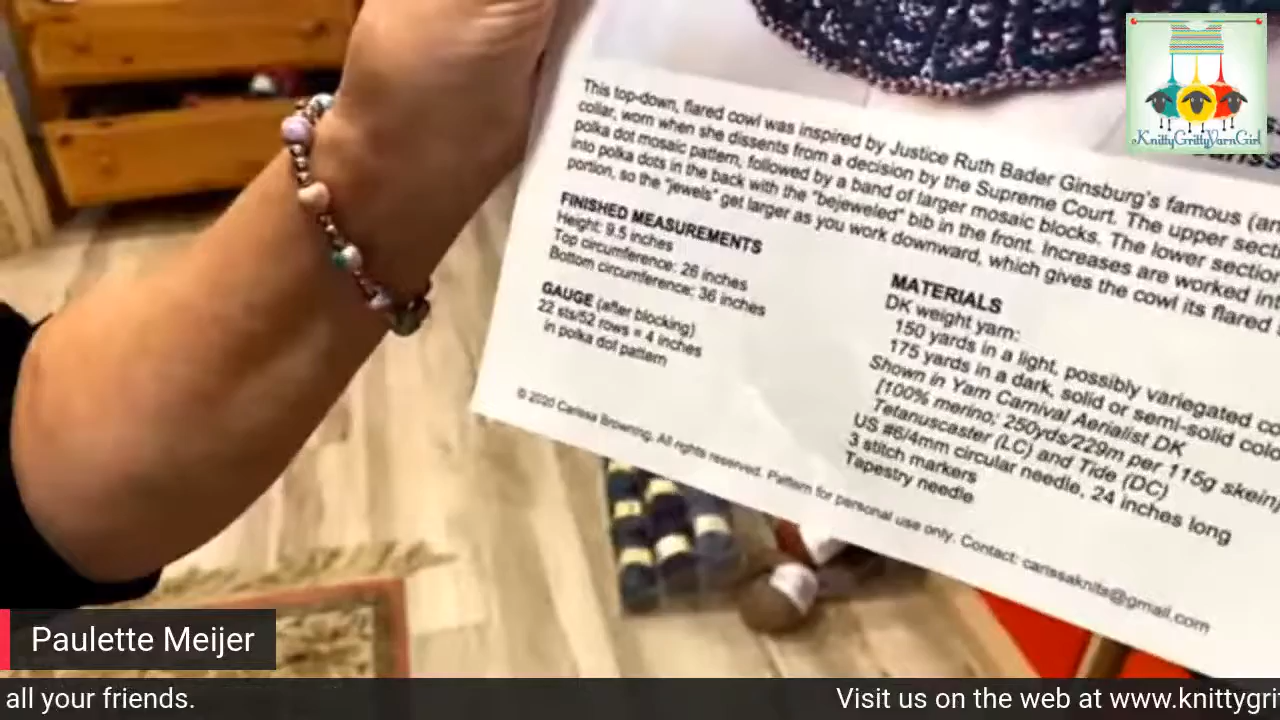 KnittyGrittyYarnGirl
This top-down, flared cowl was inspired by Justice Ruth Bader Ginsburg's famous (an
collar, worn when she dissents from a decision by the Supreme Court. The upper sect
polka dot mosaic pattern, followed by a band of larger mosaic blocks. The lower section
into polka dots in the back with the "bejeweled" bib in the front. Increases are worked int
portion, so the "jewels" get larger as you work downward, which gives the cowl its flared
FINISHED MEASUREMENTS
Height: 9.5 inches
Top circumference: 26 inches
Bottom circumference: 36 inches
GAUGE (after blocking)
22 sts/52 rows = 4 inches
in polka dot pattern
MATERIALS
DK weight yarn:
150 yards in a light, possibly variegated co
175 yards in a dark, solid or semi-solid colo
Shown in Yarn Carnival Aerialist DK
[100% merino; 250yds/229m per 115g skein]
Tetanuscaster (LC) and Tide (DC)
US #6/4mm circular needle, 24 inches long
3 stitch markers
Tapestry needle
© 2020 Carissa Browning. All rights reserved. Pattern for personal use only. Contact: carissaknits@gmail.com
Paulette Meijer
all your friends.
Visit us on the web at www.knittygri